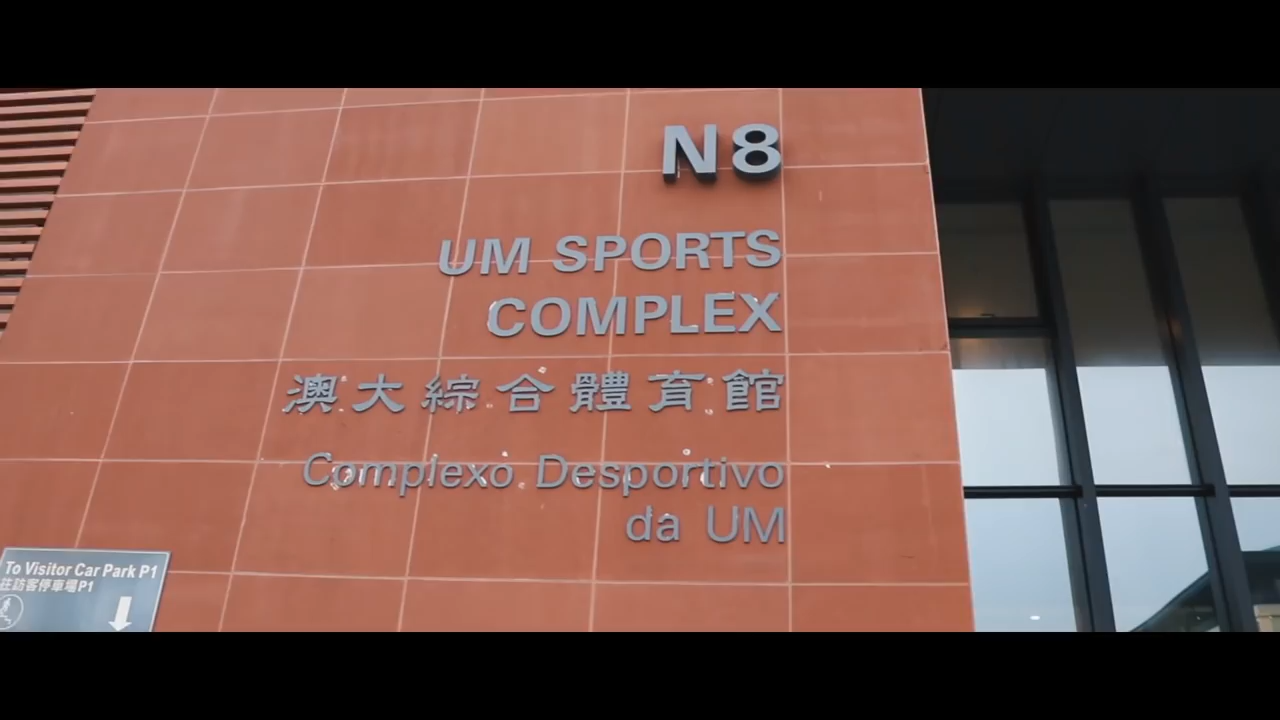 N8
UM SPORTS
COMPLEX
澳大綜合體育館
Complexo Desportivo
da UM
To Visitor Car Park P1
往訪客停車場P1